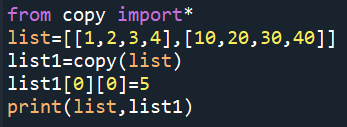 from copy import*
list=[[1,2,3,4],[10,20,30,40]]
list1=copy(list)
list1[0][0]=5
print(list,list1)